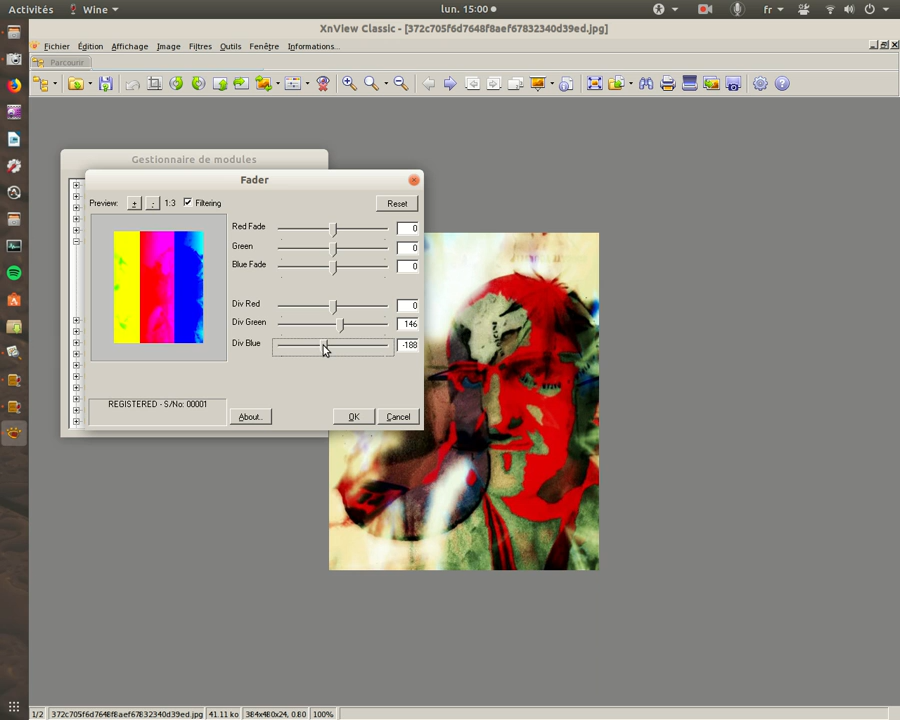 Activités
Wine
lun. 15:00
fr
XnView Classic - [372c705f6d7648f8aef67832340d39ed.jpg]
Fichier Édition Affichage Image Filtres Outils Fenêtre Informations...
Parcourir
Gestionnaire de modules
Fader
Preview: + - 1:3 Filtering
Reset
Red Fade 0
Green 0
Blue Fade 0
Div Red 0
Div Green 146
Div Blue -188
REGISTERED - S/No: 00001
About..
OK
Cancel
1/2 372c705f6d7648f8aef67832340d39ed.jpg 41.11 ko 384x480x24, 0.80 100%